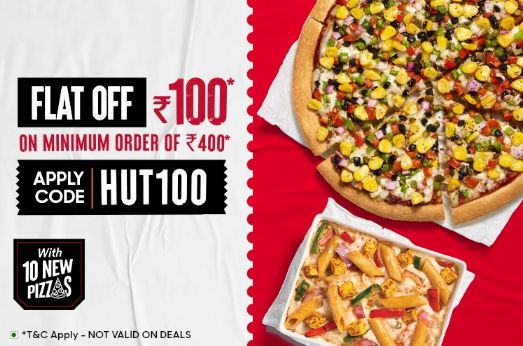 FLAT OFF ₹100*
ON MINIMUM ORDER OF ₹400*
APPLY
CODE
HUT100
With
10 NEW
PIZZAS
*T&C Apply - NOT VALID ON DEALS